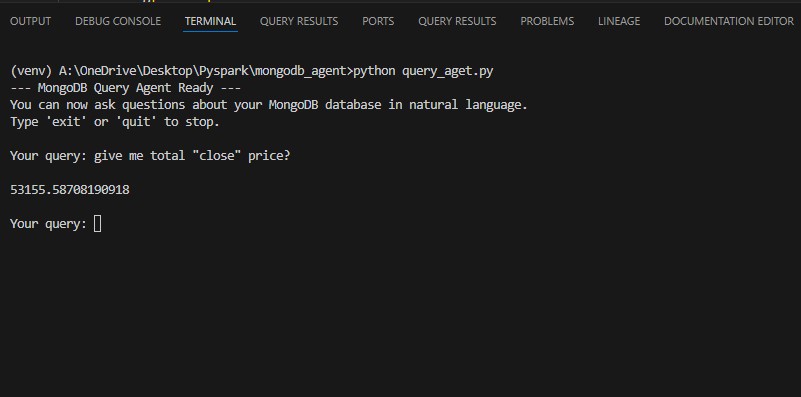 OUTPUT DEBUG CONSOLE TERMINAL QUERY RESULTS PORTS QUERY RESULTS PROBLEMS LINEAGE DOCUMENTATION EDITOR
(venv) A:\OneDrive\Desktop\Pyspark\mongodb_agent>python query_aget.py
--- MongoDB Query Agent Ready ---
You can now ask questions about your MongoDB database in natural language.
Type 'exit' or 'quit' to stop.
Your query: give me total "close" price?
53155.58708190918
Your query: